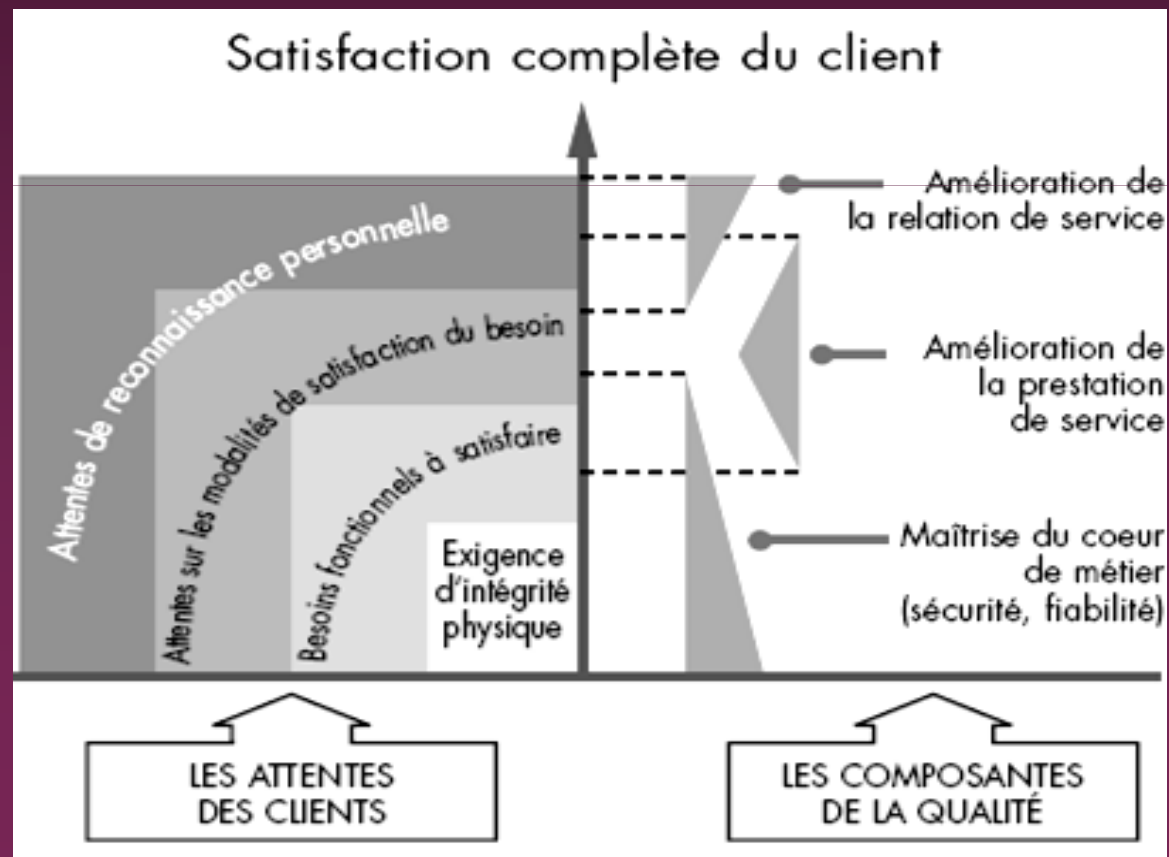 Satisfaction complète du client
Attentes de reconnaissance personnelle
Attentes sur les modalités de satisfaction du besoin
Besoins fonctionnels à satisfaire
Exigence
d'intégrité
physique
Amélioration de
la relation de service
Amélioration de
la prestation
de service
Maîtrise du coeur
de métier
(sécurité, fiabilité)
LES ATTENTES
DES CLIENTS
LES COMPOSANTES
DE LA QUALITÉ